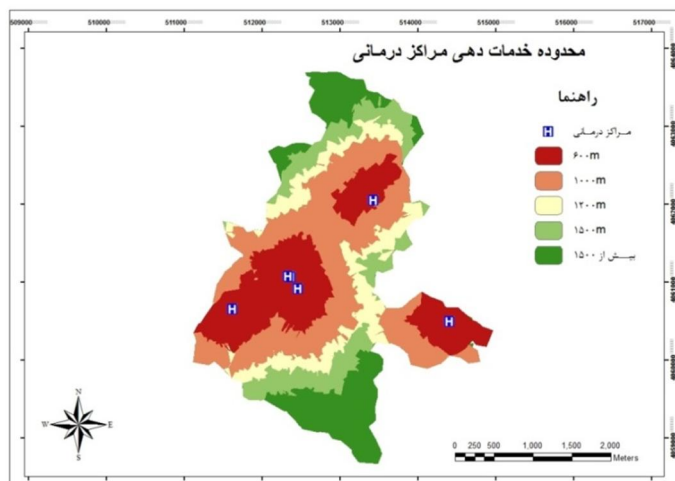 509000 510000 511000 512000 513000 514000 515000 516000 517000
محدوده خدمات دهی مراکز درمانی
راهنما
H مراکز درمانی
۶۰۰m
۱۰۰۰m
۱۲۰۰m
۱۵۰۰m
بیش از ۱۵۰۰
H
H
H
H
H
N
W E
S
0 250 500 1,000 1,500 2,000
Meters